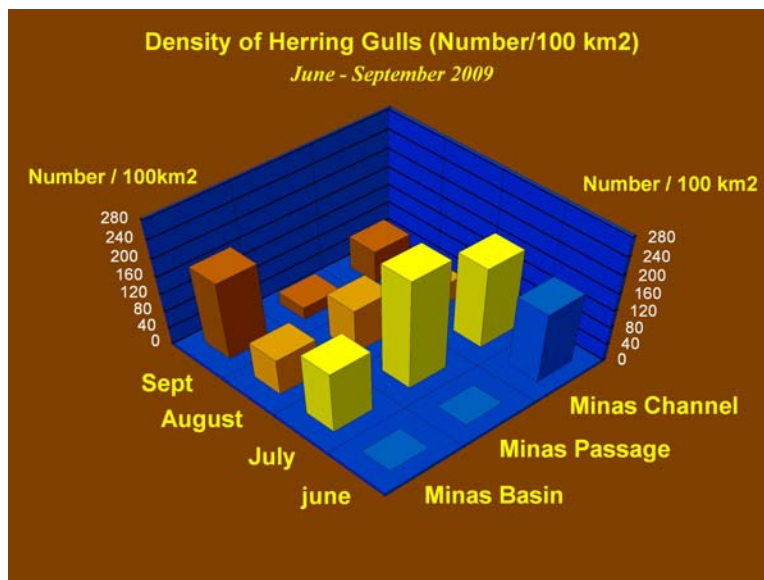 Density of Herring Gulls (Number/100 km2)
June - September 2009
Number / 100km2
Number / 100 km2
280
240
200
160
120
80
40
0
280
240
200
160
120
80
40
0
Sept
August
July
june
Minas Channel
Minas Passage
Minas Basin